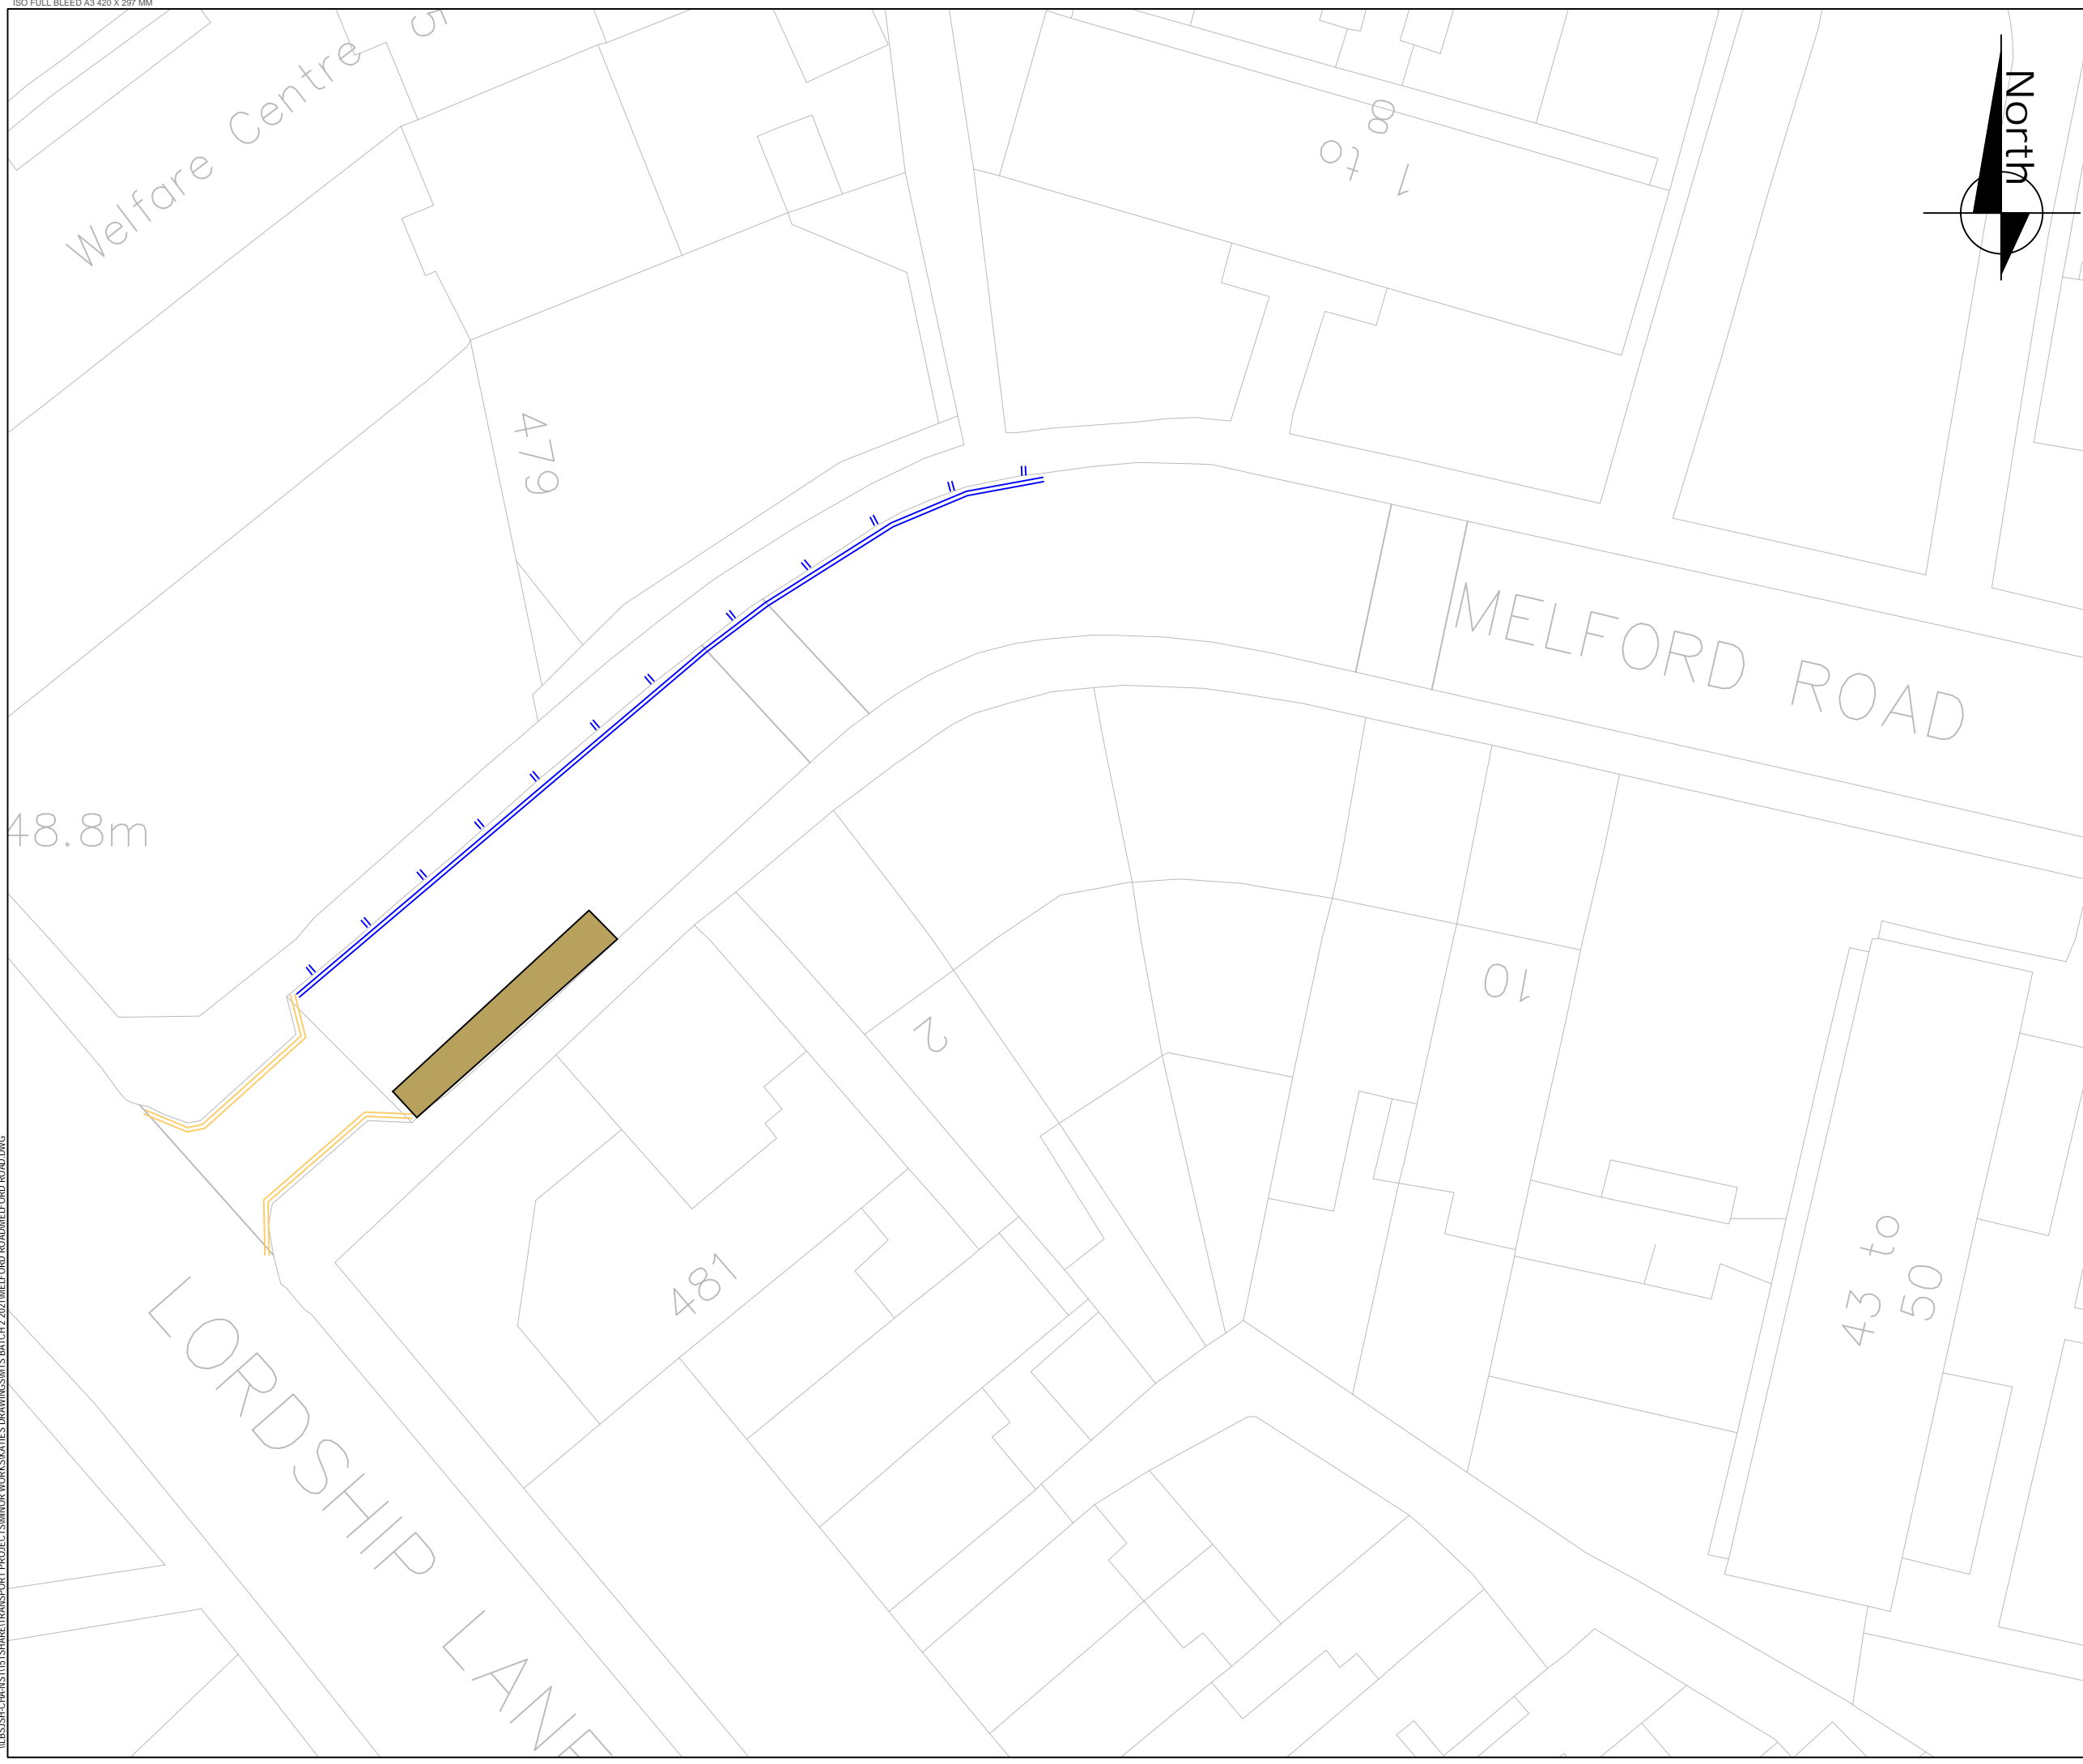 ISO FULL BLEED A3 420 X 297 MM
Welfare Centre
North
1 to 8
479
MELFORD ROAD
48.8m
10
2
481
43 to
50
LORDSHIP LANE